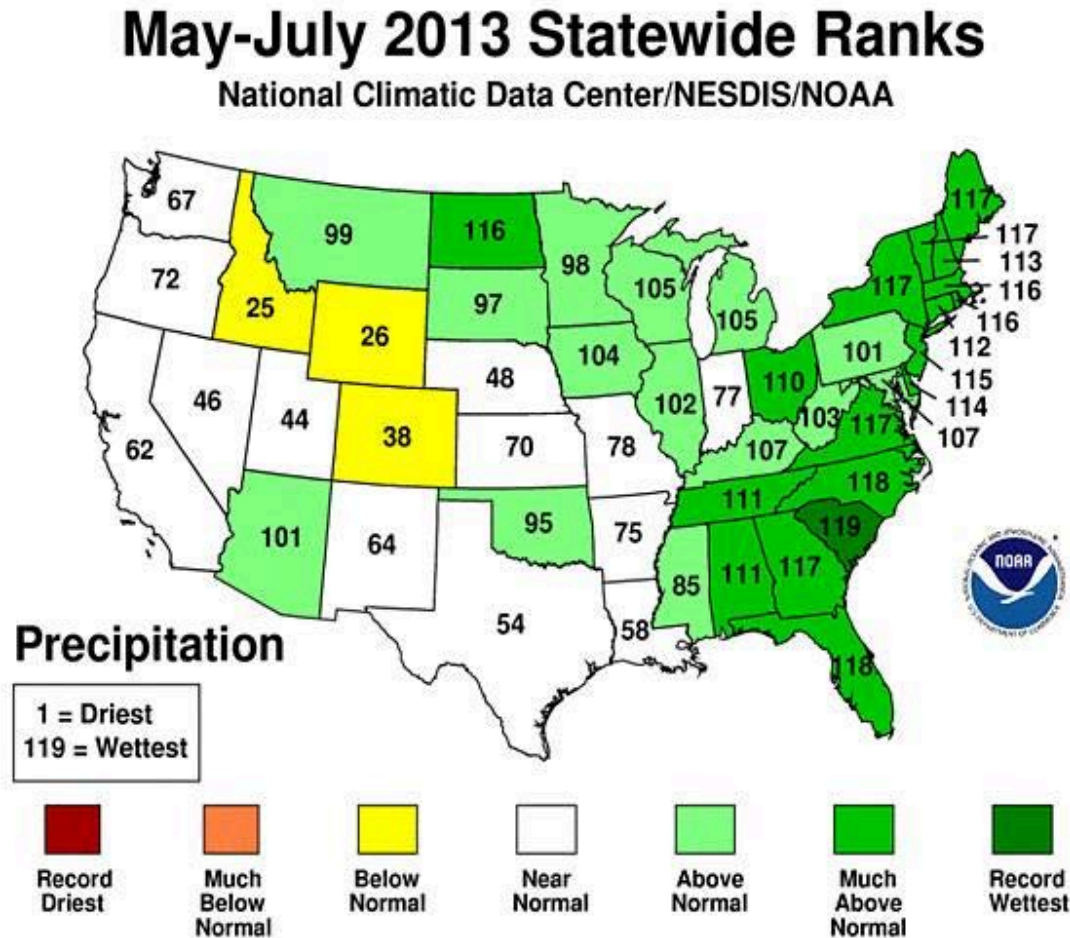 May-July 2013 Statewide Ranks
National Climatic Data Center/NESDIS/NOAA
67
99
116
98
105
105
117
117
117
113
116
116
112
115
114
107
72
25
26
97
104
102
77
110
101
103
117
62
46
44
38
48
70
78
107
111
118
119
101
64
95
75
85
111
117
54
58
118
NOAA
Precipitation
1 = Driest
119 = Wettest
Record
Driest
Much
Below
Normal
Below
Normal
Near
Normal
Above
Normal
Much
Above
Normal
Record
Wettest